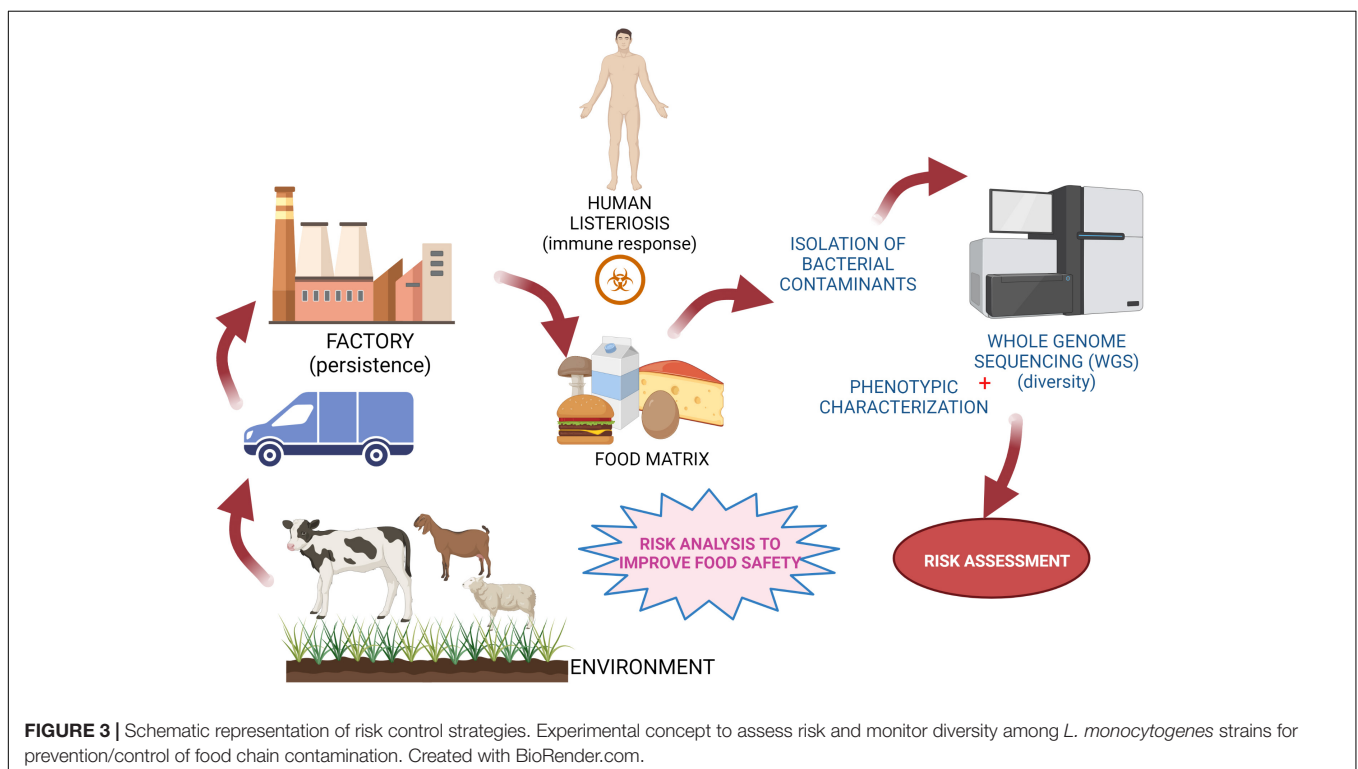 HUMAN
LISTERIOSIS
(immune response)
ISOLATION OF
BACTERIAL
CONTAMINANTS
FACTORY
(persistence)
WHOLE GENOME
SEQUENCING (WGS)
(diversity)
PHENOTYPIC +
CHARACTERIZATION
FOOD MATRIX
RISK ANALYSIS TO
IMPROVE FOOD SAFETY
RISK ASSESSMENT
ENVIRONMENT
FIGURE 3 | Schematic representation of risk control strategies. Experimental concept to assess risk and monitor diversity among L. monocytogenes strains for
prevention/control of food chain contamination. Created with BioRender.com.